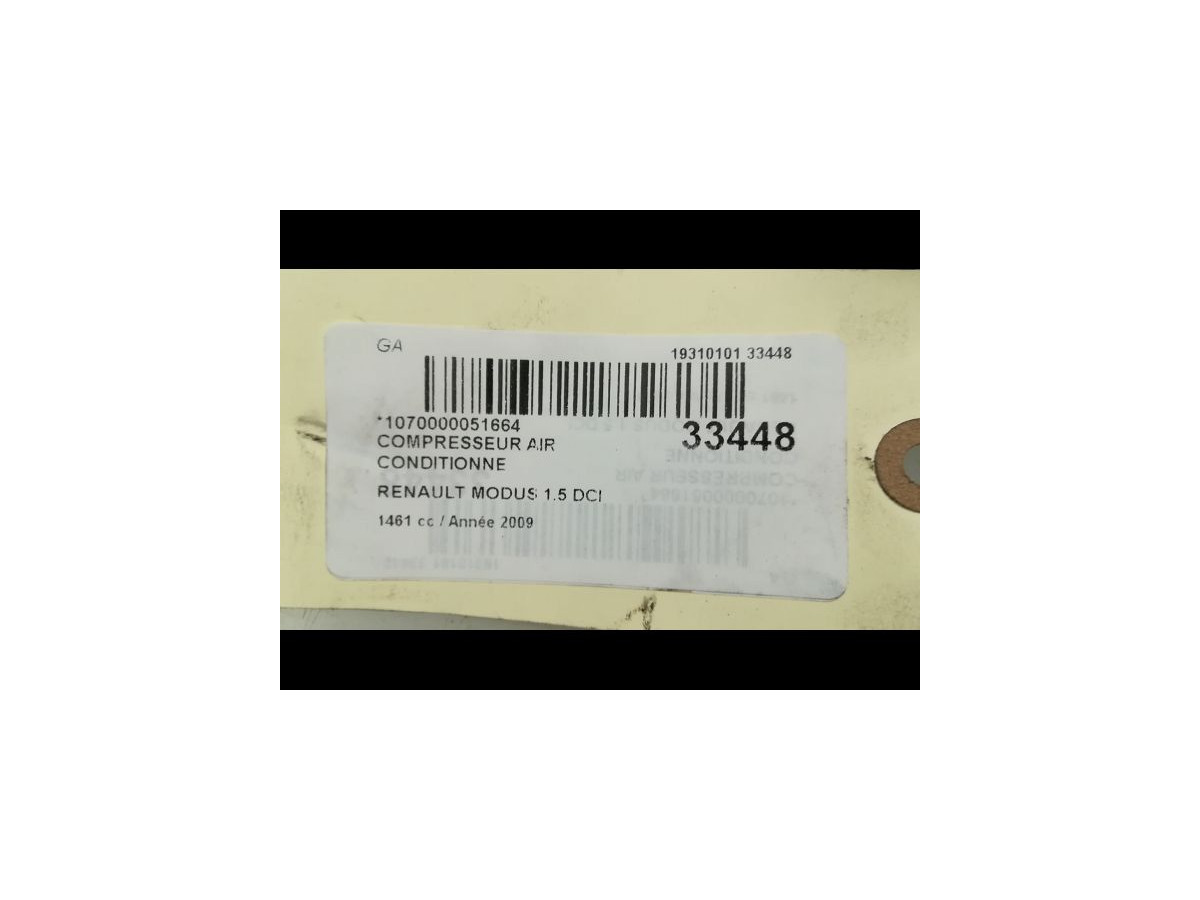 GA
19310101 33448
*1070000051664
33448
COMPRESSEUR AIR
CONDITIONNE
RENAULT MODUS 1.5 DCI
1461 cc / Année 2009